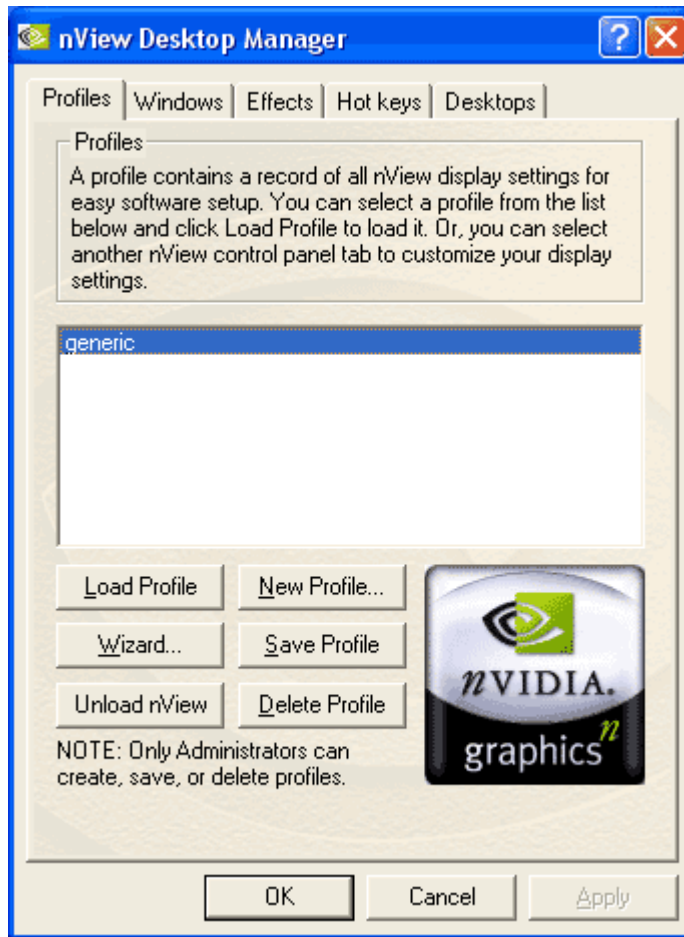 nView Desktop Manager
Profiles Windows Effects Hot keys Desktops
Profiles
A profile contains a record of all nView display settings for
easy software setup. You can select a profile from the list
below and click Load Profile to load it. Or, you can select
another nView control panel tab to customize your display
settings.
generic
Load Profile New Profile...
Wizard... Save Profile
Unload nView Delete Profile
NOTE: Only Administrators can
create, save, or delete profiles.
nVIDIA.
graphics n
OK Cancel Apply